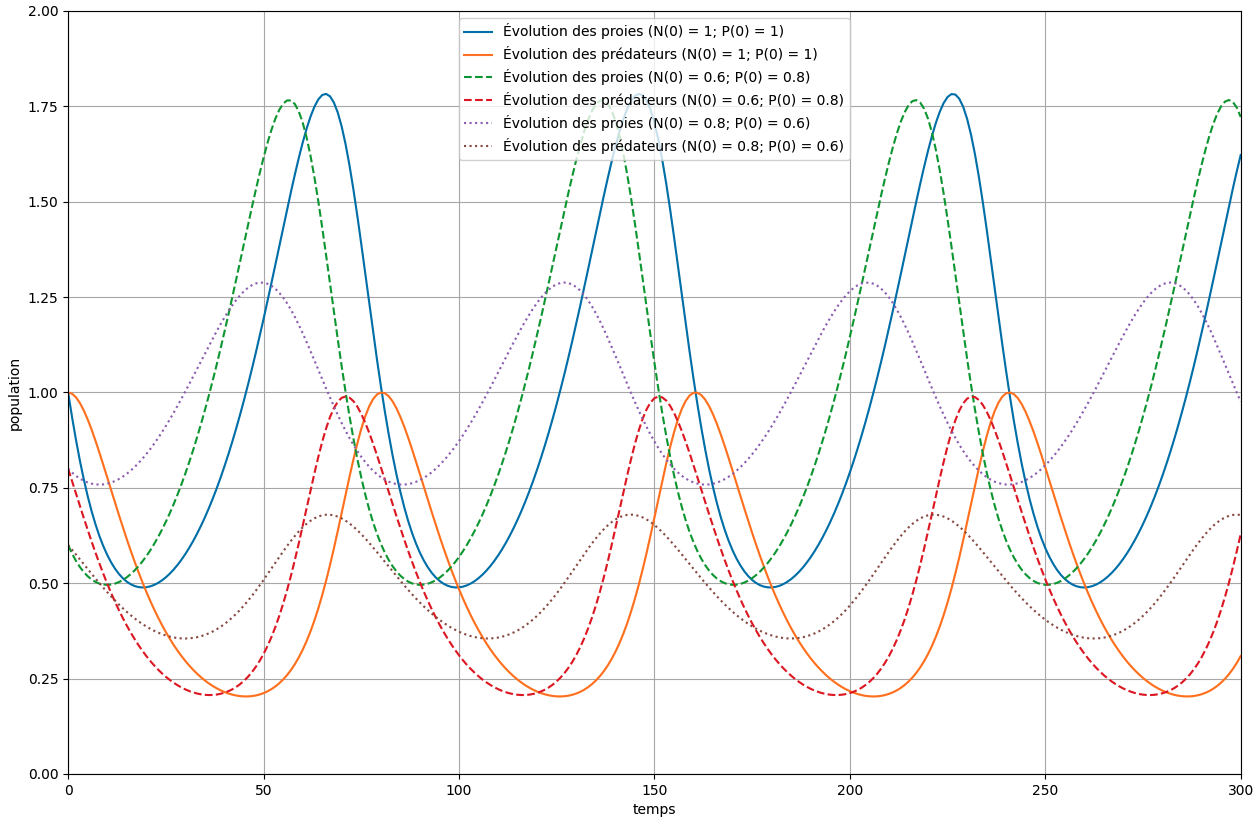 2.00
1.75
1.50
1.25
1.00
0.75
0.50
0.25
0.00
population
Évolution des proies (N(0) = 1; P(0) = 1)
Évolution des prédateurs (N(0) = 1; P(0) = 1)
Évolution des proies (N(0) = 0.6; P(0) = 0.8)
Évolution des prédateurs (N(0) = 0.6; P(0) = 0.8)
Évolution des proies (N(0) = 0.8; P(0) = 0.6)
Évolution des prédateurs (N(0) = 0.8; P(0) = 0.6)
0 50 100 150 200 250 300
temps